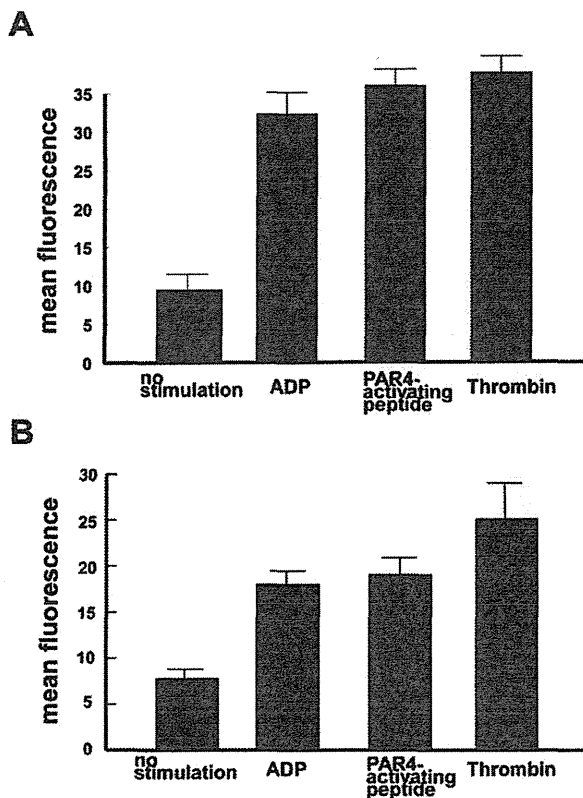 A
mean fluorescence
35
30
25
20
15
10
5
0
no
stimulation
ADP
PAR4-
activating
peptide
Thrombin
B
mean fluorescence
30
25
20
15
10
5
0
no
stimulation
ADP
PAR4-
activating
peptide
Thrombin